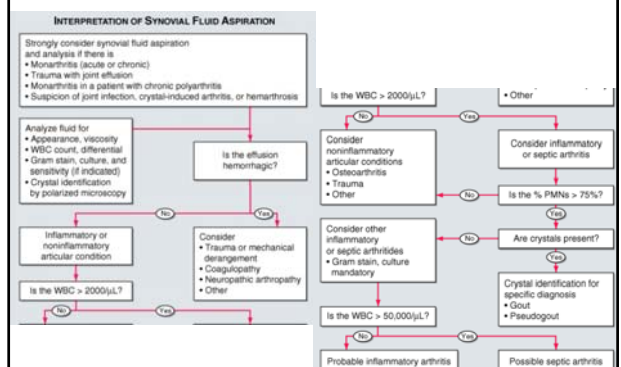 INTERPRETATION OF SYNOVIAL FLUID ASPIRATION
Strongly consider synovial fluid aspiration
and analysis if there is
• Monarthritis (acute or chronic)
• Trauma with joint effusion
• Monarthritis in a patient with chronic polyarthritis
• Suspicion of joint infection, crystal-induced arthritis, or hemarthrosis
Analyze fluid for
• Appearance, viscosity
• WBC count, differential
• Gram stain, culture, and
sensitivity (if indicated)
• Crystal identification
by polarized microscopy
Is the effusion
hemorrhagic?
No
Yes
Inflammatory or
noninflammatory
articular condition
Consider
• Trauma or mechanical
derangement
• Coagulopathy
• Neuropathic arthropathy
• Other
Is the WBC > 2000/μL?
No
Yes
Is the WBC > 2000/μL?
• Other
No
Yes
Consider
noninflammatory
articular conditions
• Osteoarthritis
• Trauma
• Other
Consider inflammatory
or septic arthritis
No
Is the % PMNs > 75%?
Yes
Consider other
inflammatory
or septic arthritides
• Gram stain, culture
mandatory
No
Are crystals present?
Yes
Crystal identification for
specific diagnosis
• Gout
• Pseudogout
Is the WBC > 50,000/μL?
No
Yes
Probable inflammatory arthritis
Possible septic arthritis